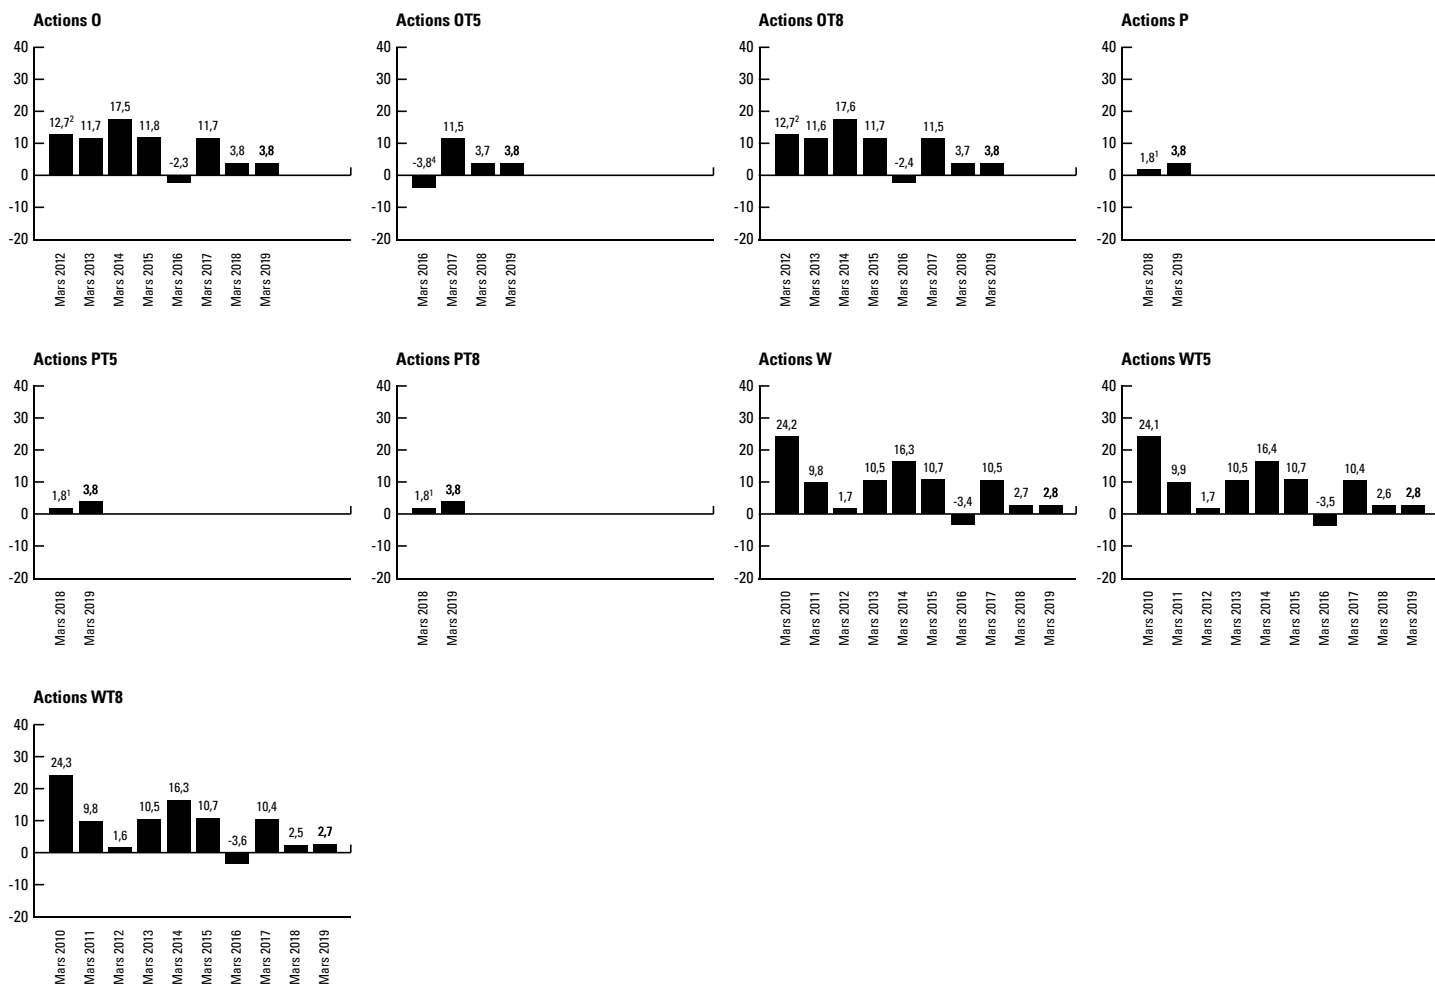 Actions O
40
30
20
10
0
-10
-20
12,7²
11,7
17,5
11,8
-2,3
11,7
3,8
3,8
Mars 2012
Mars 2013
Mars 2014
Mars 2015
Mars 2016
Mars 2017
Mars 2018
Mars 2019
Actions OT5
40
30
20
10
0
-10
-20
-3,8⁴
11,5
3,7
3,8
Mars 2016
Mars 2017
Mars 2018
Mars 2019
Actions OT8
40
30
20
10
0
-10
-20
12,7²
11,6
17,6
11,7
-2,4
11,5
3,7
3,8
Mars 2012
Mars 2013
Mars 2014
Mars 2015
Mars 2016
Mars 2017
Mars 2018
Mars 2019
Actions P
40
30
20
10
0
-10
-20
1,8¹
3,8
Mars 2018
Mars 2019
Actions PT5
40
30
20
10
0
-10
-20
1,8¹
3,8
Mars 2018
Mars 2019
Actions PT8
40
30
20
10
0
-10
-20
1,8¹
3,8
Mars 2018
Mars 2019
Actions W
40
30
20
10
0
-10
-20
24,2
9,8
1,7
10,5
16,3
10,7
-3,4
10,5
2,7
2,8
Mars 2010
Mars 2011
Mars 2012
Mars 2013
Mars 2014
Mars 2015
Mars 2016
Mars 2017
Mars 2018
Mars 2019
Actions WT5
40
30
20
10
0
-10
-20
24,1
9,9
1,7
10,5
16,4
10,7
-3,5
10,4
2,6
2,8
Mars 2010
Mars 2011
Mars 2012
Mars 2013
Mars 2014
Mars 2015
Mars 2016
Mars 2017
Mars 2018
Mars 2019
Actions WT8
40
30
20
10
0
-10
-20
24,3
9,8
1,6
10,5
16,3
10,7
-3,6
10,4
2,5
2,7
Mars 2010
Mars 2011
Mars 2012
Mars 2013
Mars 2014
Mars 2015
Mars 2016
Mars 2017
Mars 2018
Mars 2019